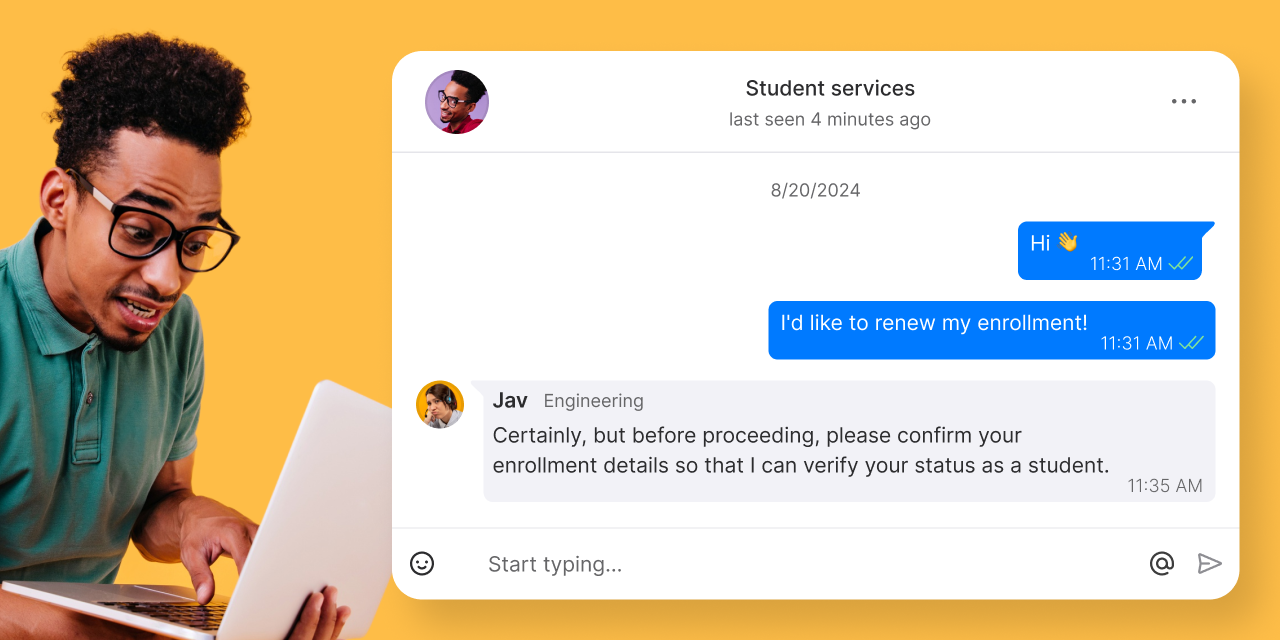 Student services
last seen 4 minutes ago
8/20/2024
Hi 👋
11:31 AM
I'd like to renew my enrollment!
11:31 AM
Jav Engineering
Certainly, but before proceeding, please confirm your
enrollment details so that I can verify your status as a student.
11:35 AM
Start typing...